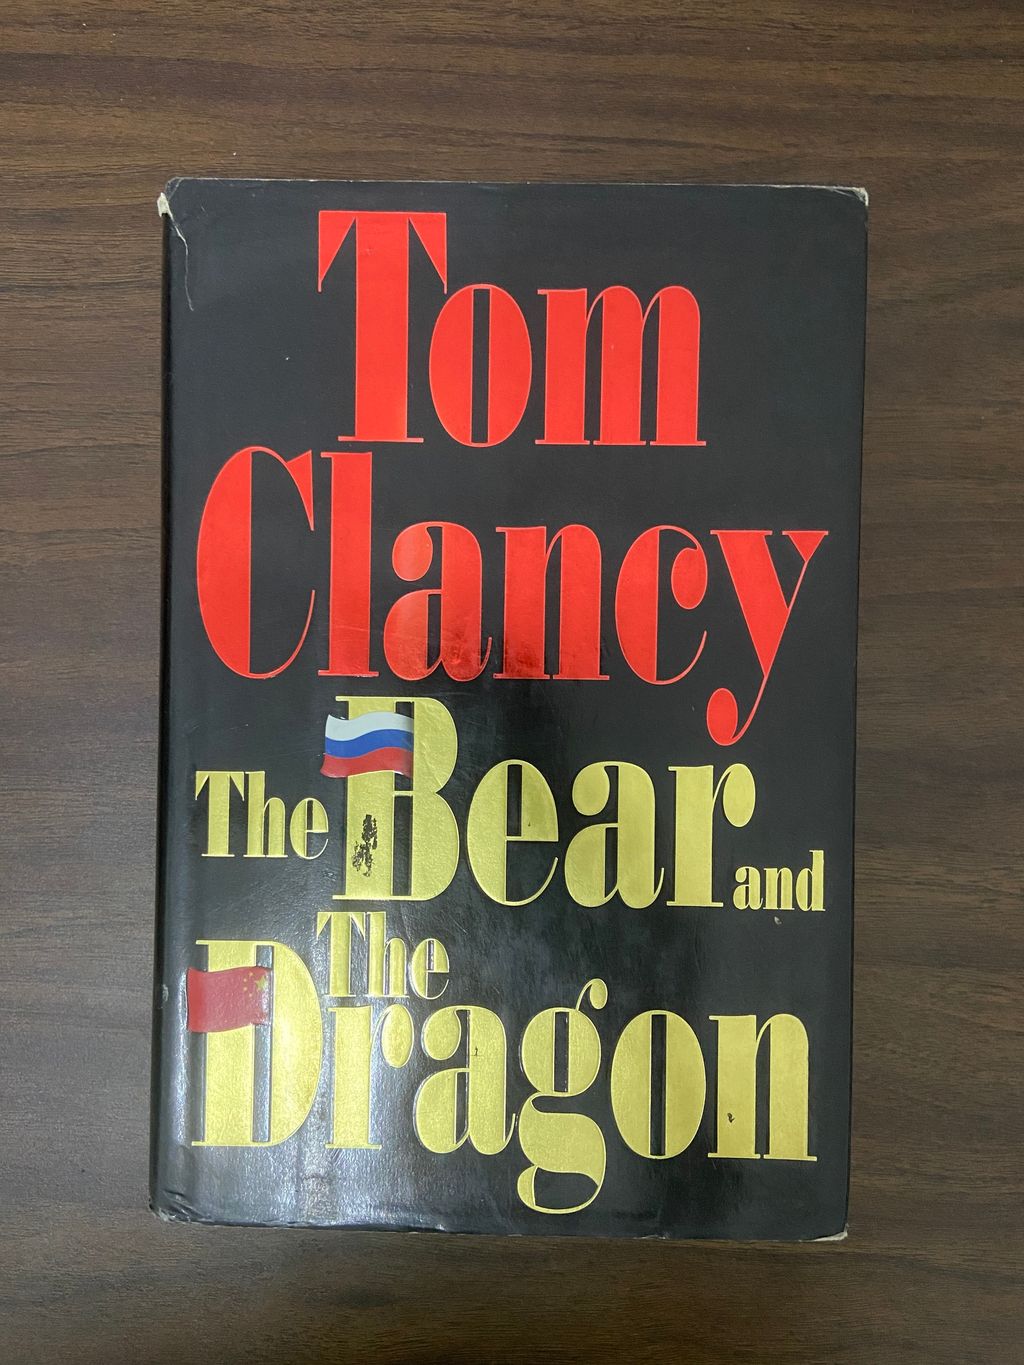 Tom
Clancy
The Bear and
The
Dragon